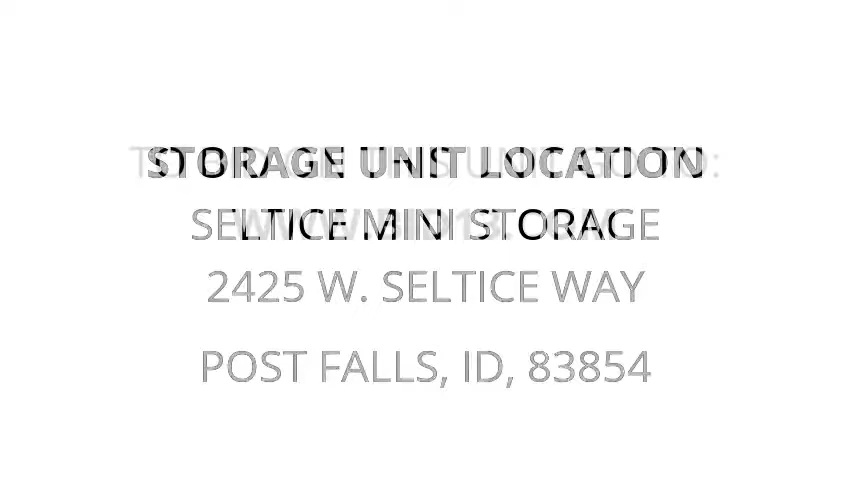 STORAGE UNIT LOCATION
SELTICE MINI STORAGE
2425 W. SELTICE WAY
POST FALLS, ID, 83854